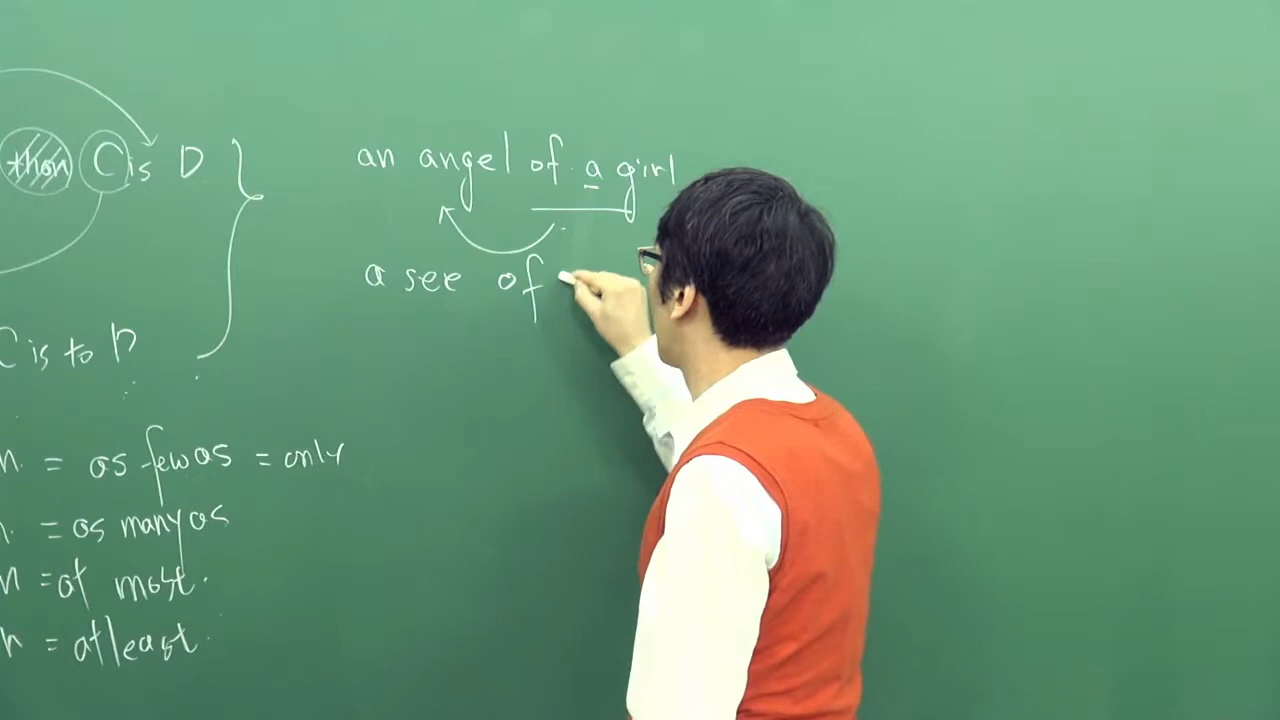 than C is D
an angel of a girl
a see of
C is to D
n = as few as = only
n = as many as
n = at most.
n = at least.